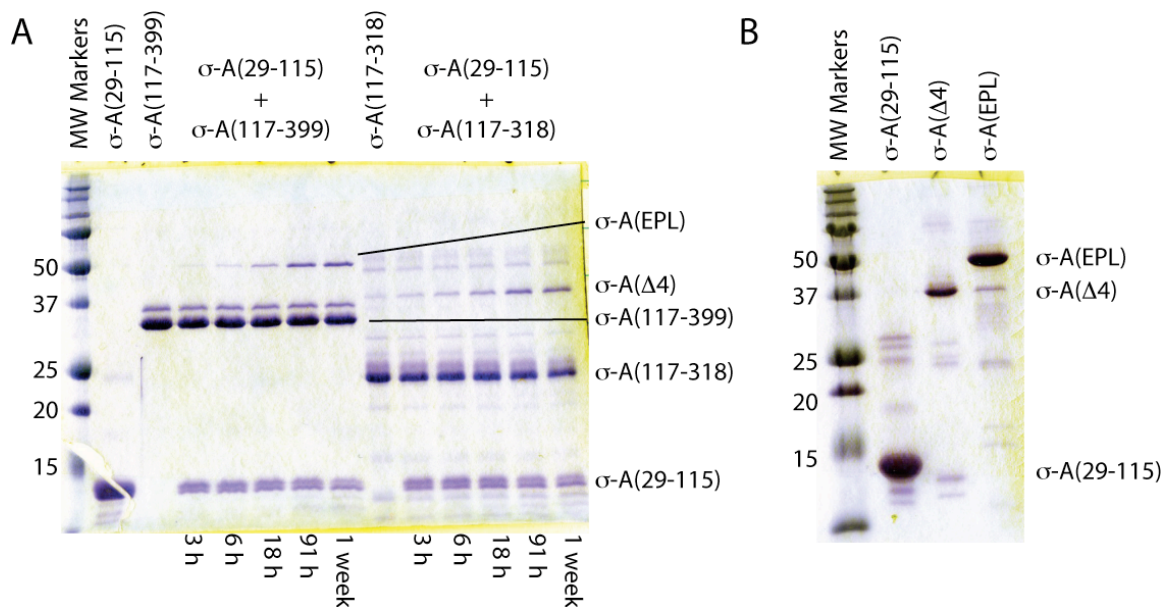 A
MW Markers
σ-A(29-115)
σ-A(117-399)
σ-A(29-115)
+
σ-A(117-399)
σ-A(117-318)
σ-A(29-115)
+
σ-A(117-318)
50
37
25
20
15
σ-A(EPL)
σ-A(Δ4)
σ-A(117-399)
σ-A(117-318)
σ-A(29-115)
3 h
6 h
18 h
91 h
1 week
3 h
6 h
18 h
91 h
1 week
B
MW Markers
σ-A(29-115)
σ-A(Δ4)
σ-A(EPL)
50
37
25
20
15
σ-A(EPL)
σ-A(Δ4)
σ-A(29-115)